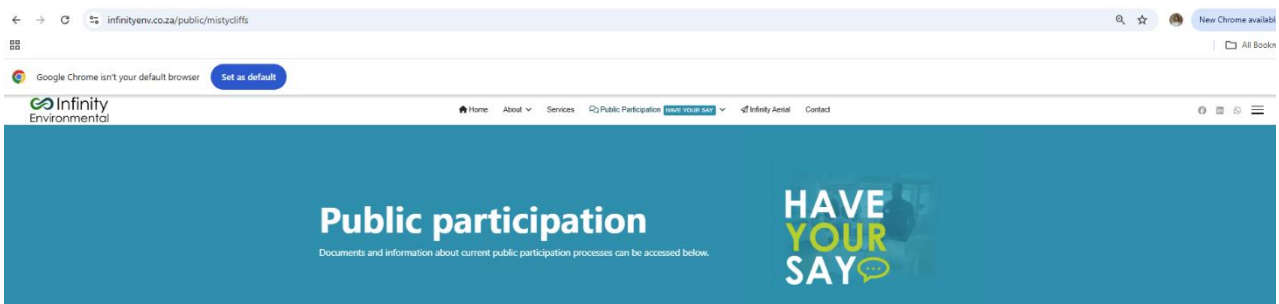 infinityenv.co.za/public/mistycliffs
New Chrome availabl
All Bookm
Google Chrome isn't your default browser Set as default
Infinity
Environmental
Home About Services Public Participation HAVE YOUR SAY Infinity Aerial Contact
Public participation
Documents and information about current public participation processes can be accessed below.
HAVE
YOUR
SAY